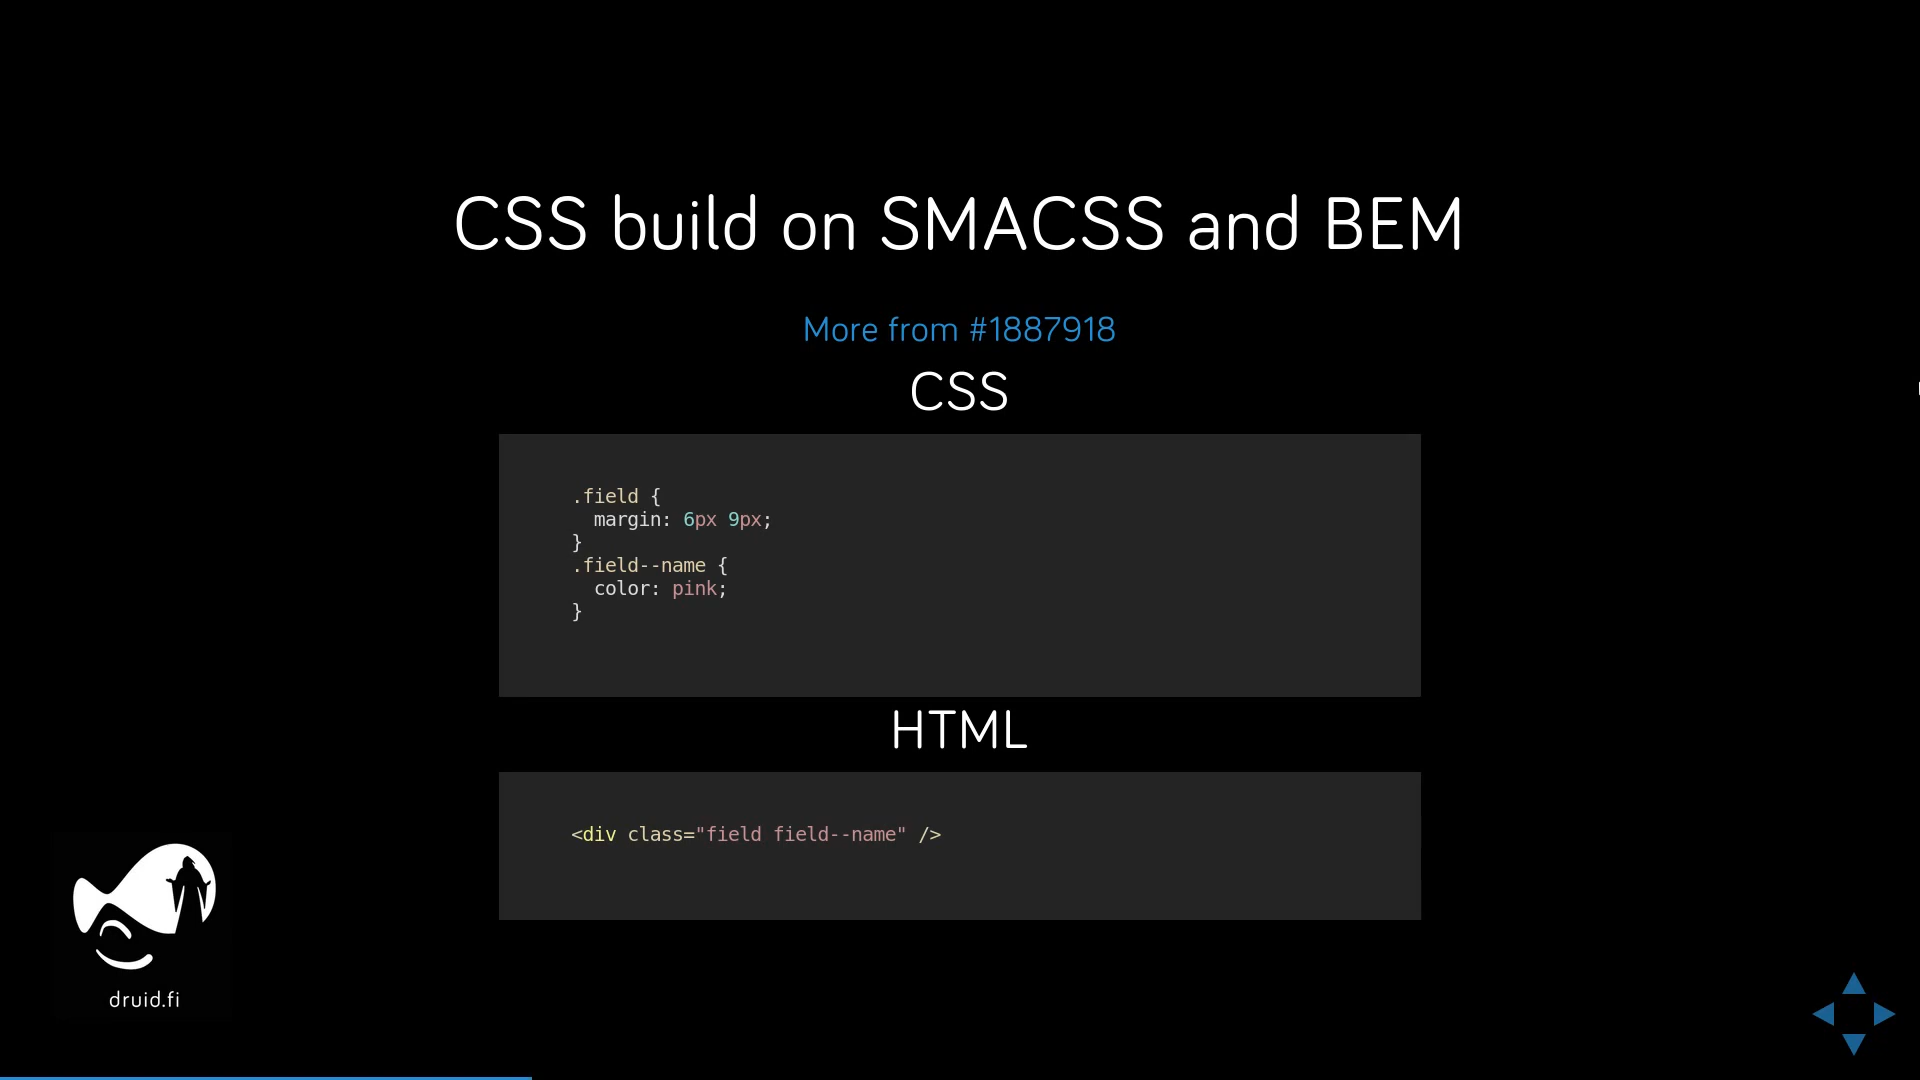 CSS build on SMACSS and BEM
More from #1887918
CSS
.field {
  margin: 6px 9px;
}
.field--name {
  color: pink;
}
HTML
<div class="field field--name" />
druid.fi